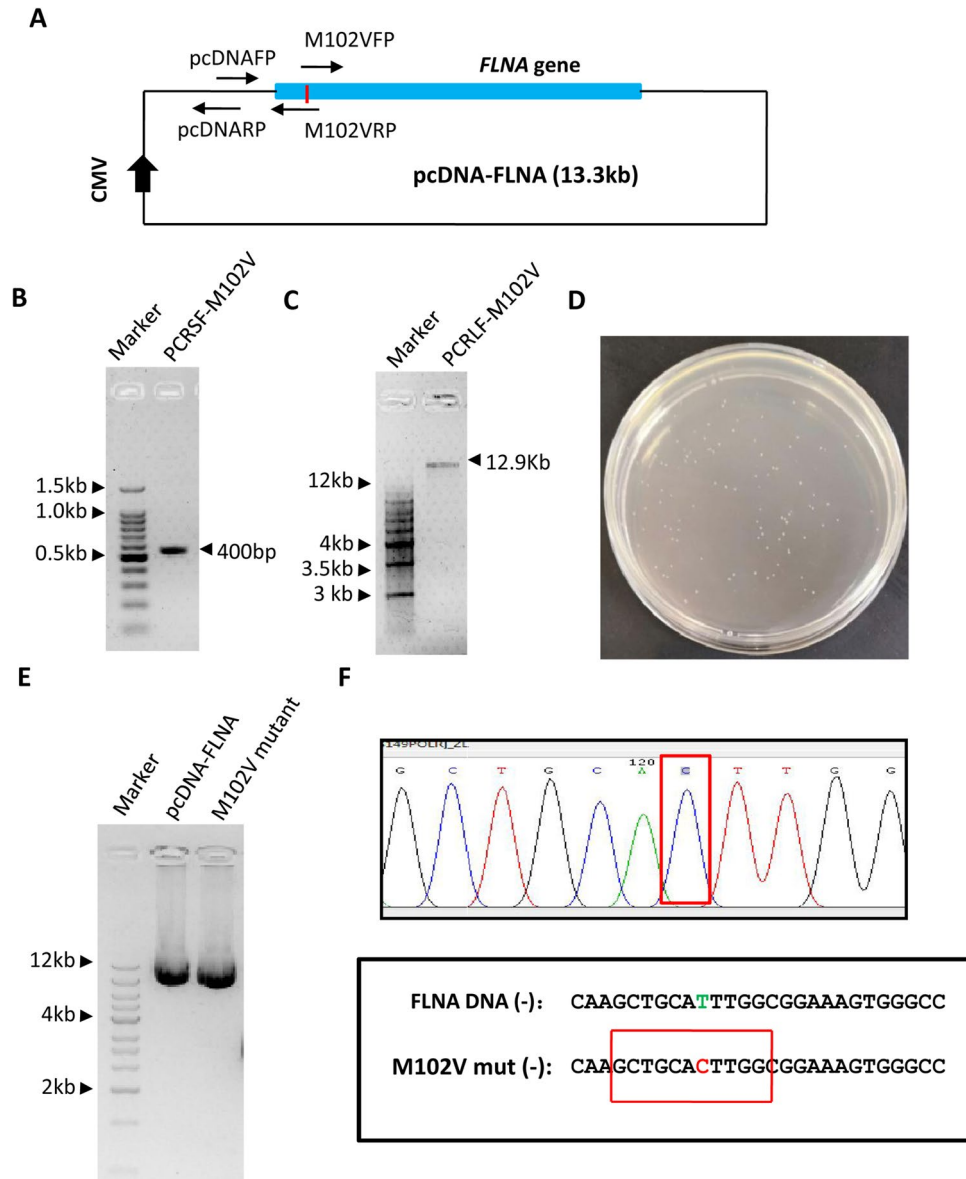 A
pcDNAFP
M102VFP
FLNA gene
pcDNARP
M102VRP
CMV
pcDNA-FLNA (13.3kb)
B
Marker
PCRSF-M102V
1.5kb
1.0kb
0.5kb
400bp
C
Marker
PCRLF-M102V
12kb
12.9Kb
4kb
3.5kb
3 kb
D
E
Marker
pcDNA-FLNA
M102V mutant
12kb
4kb
2kb
F
120
G C T G C A C T T G G
FLNA DNA (-): CAAGCTGCATTTGGCGGAAAGTGGGCC
M102V mut (-): CAAGCTGCACTTGGCGGAAAGTGGGCC